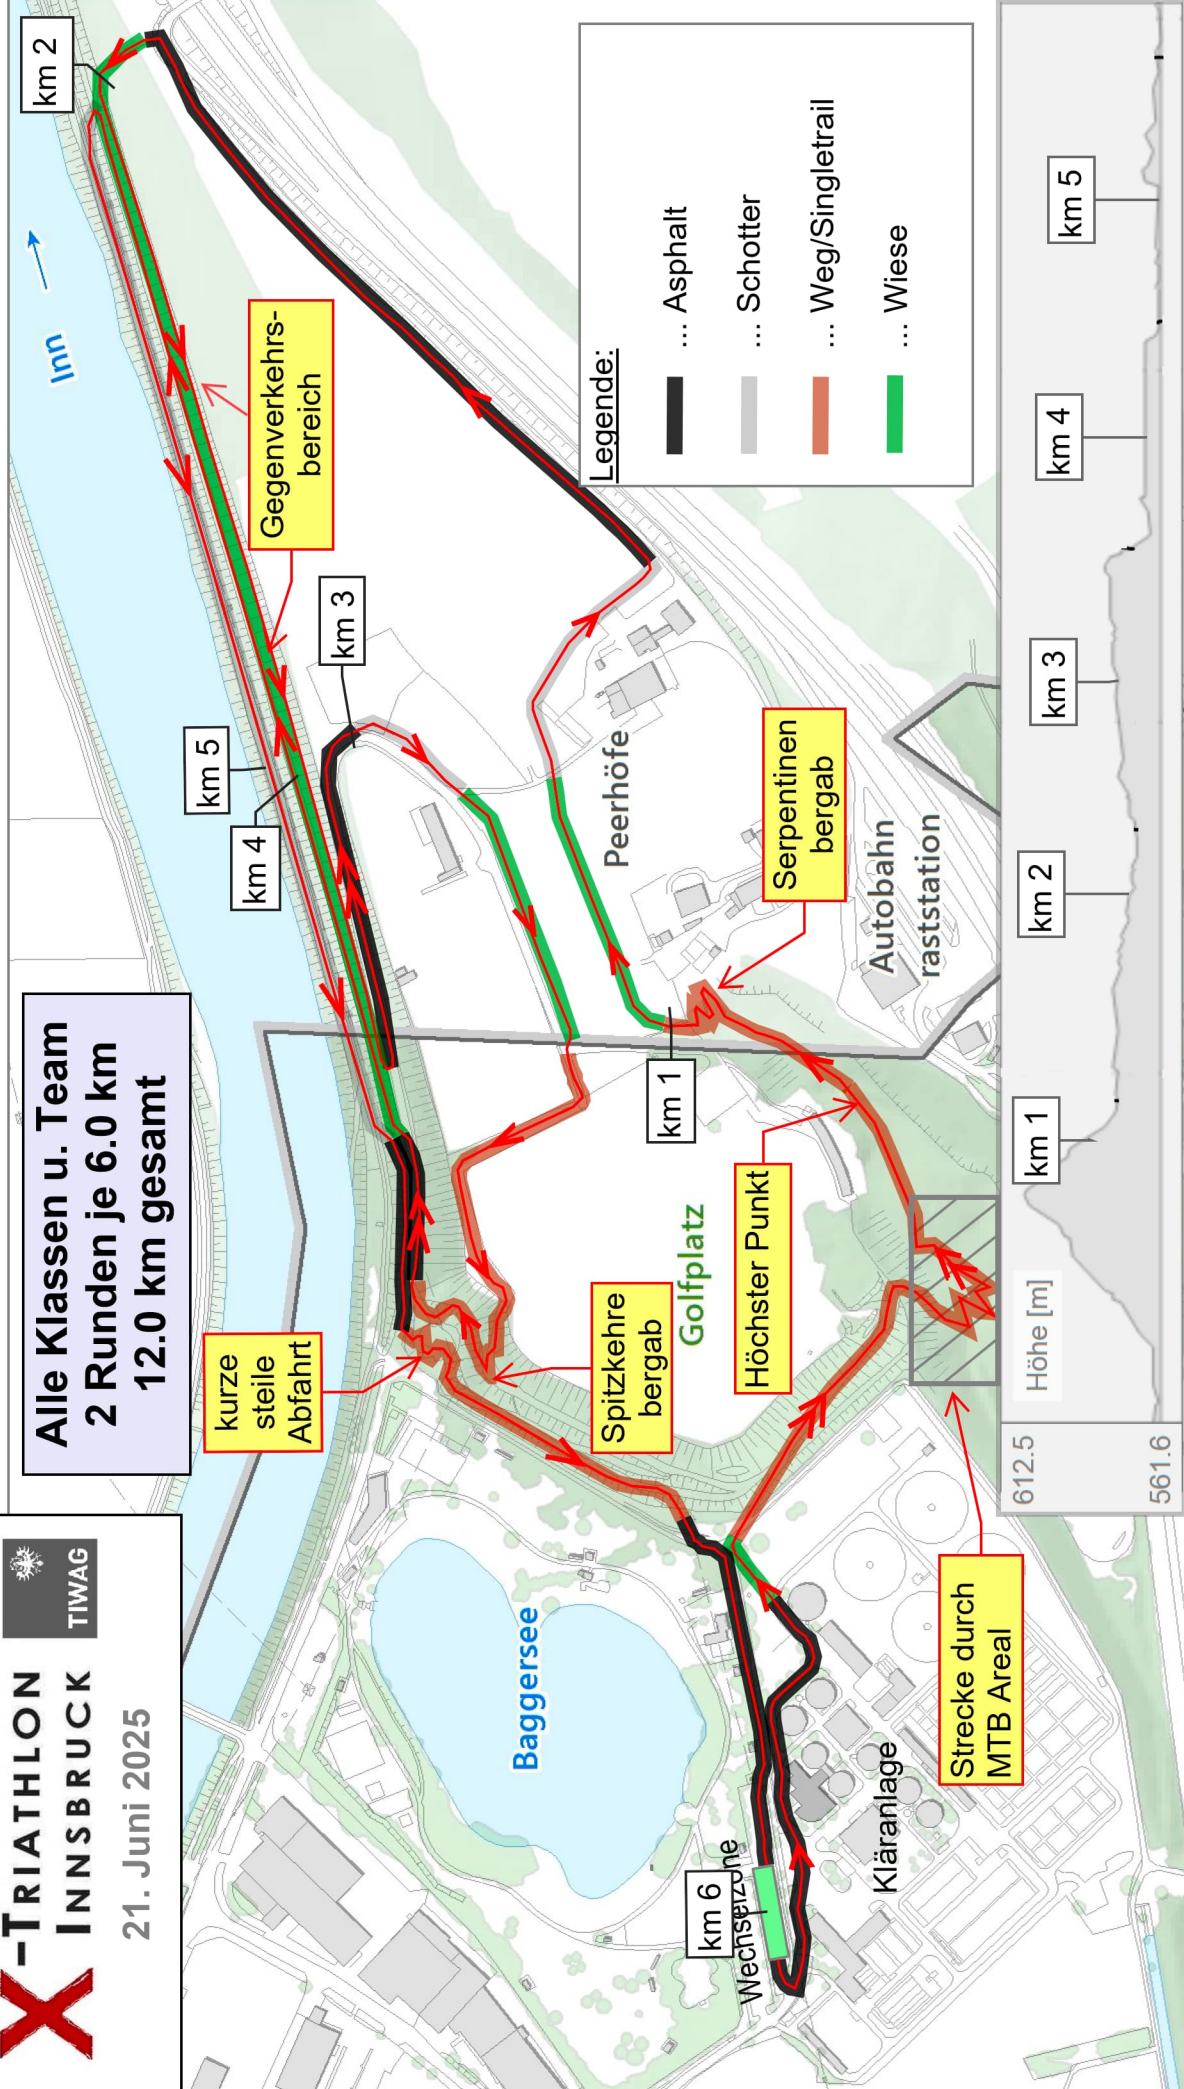 X-TRIATHLON
INNSBRUCK
21. Juni 2025
TIWAG
Alle Klassen u. Team
2 Runden je 6.0 km
12.0 km gesamt
Inn
km 2
Gegenverkehrs-
bereich
km 3
km 5
km 4
kurze
steile
Abfahrt
Spitzkehre
bergab
Golfplatz
Höchster Punkt
km 1
Peerhöfe
Serpentinen
bergab
Autobahn
raststation
Baggersee
km 6
Wechselzone
Kläranlage
Strecke durch
MTB Areal
Legende:
... Asphalt
... Schotter
... Weg/Singletrail
... Wiese
612.5
561.6
Höhe [m]
km 1
km 2
km 3
km 4
km 5